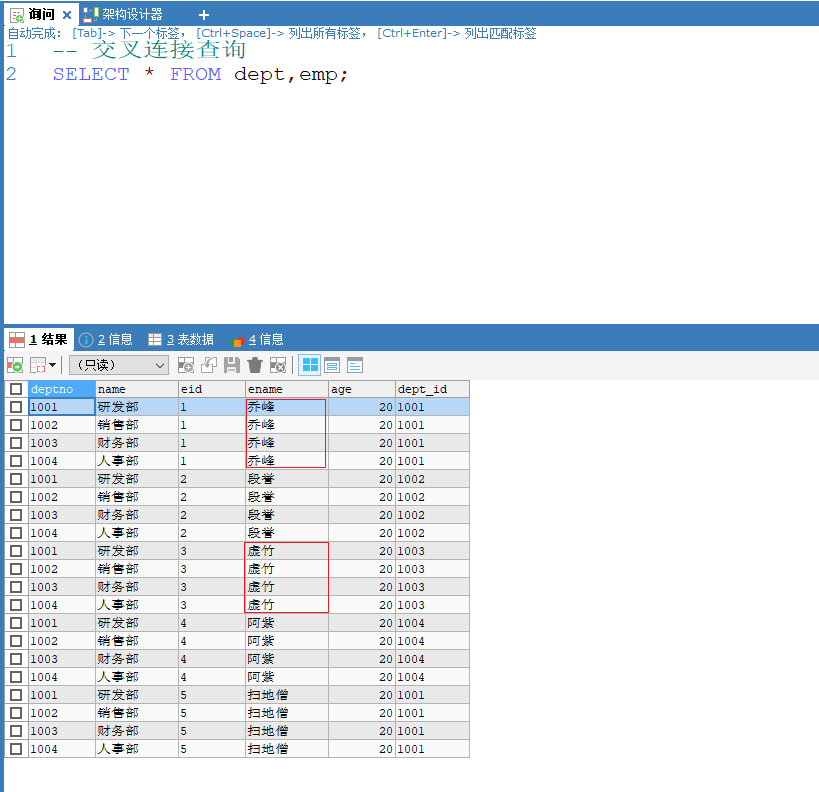 询问 架构设计器
自动完成: [Tab]-> 下一个标签, [Ctrl+Space]-> 列出所有标签, [Ctrl+Enter]-> 列出匹配标签
1 -- 交叉连接查询
2 SELECT * FROM dept,emp;
1 结果 2 信息 3 表数据 4 信息
(只读)
deptno name eid ename age dept_id
1001 研发部 1 乔峰 20 1001
1002 销售部 1 乔峰 20 1001
1003 财务部 1 乔峰 20 1001
1004 人事部 1 乔峰 20 1001
1001 研发部 2 段誉 20 1002
1002 销售部 2 段誉 20 1002
1003 财务部 2 段誉 20 1002
1004 人事部 2 段誉 20 1002
1001 研发部 3 虚竹 20 1003
1002 销售部 3 虚竹 20 1003
1003 财务部 3 虚竹 20 1003
1004 人事部 3 虚竹 20 1003
1001 研发部 4 阿紫 20 1004
1002 销售部 4 阿紫 20 1004
1003 财务部 4 阿紫 20 1004
1004 人事部 4 阿紫 20 1004
1001 研发部 5 扫地僧 20 1001
1002 销售部 5 扫地僧 20 1001
1003 财务部 5 扫地僧 20 1001
1004 人事部 5 扫地僧 20 1001